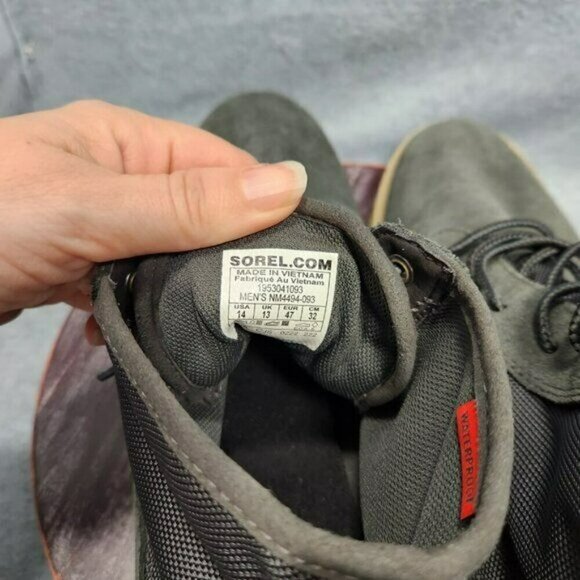 SOREL.COM
MADE IN VIETNAM
Fabriqué Au Vietnam
1953041093
MEN'S NM4494-093
USA UK EUR CM
14 13 47 32
WATERPROOF